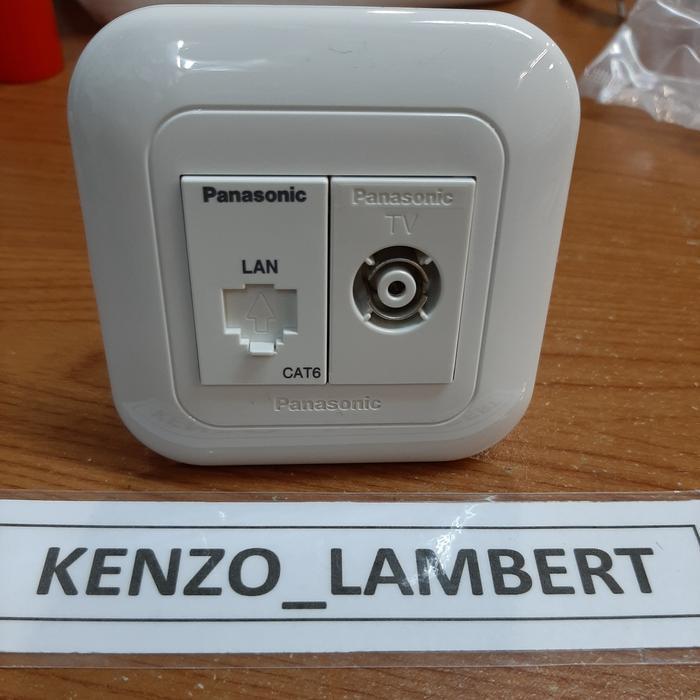 Panasonic
LAN
CAT6
Panasonic
TV
Panasonic
KENZO_LAMBERT